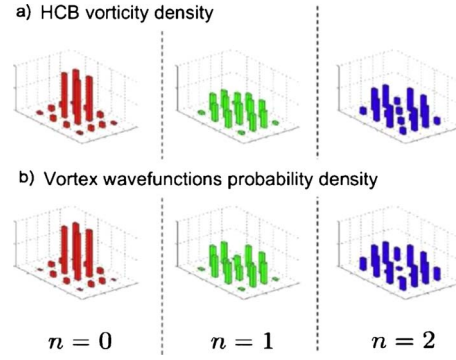 a) HCB vorticity density
b) Vortex wavefunctions probability density
n = 0 n = 1 n = 2